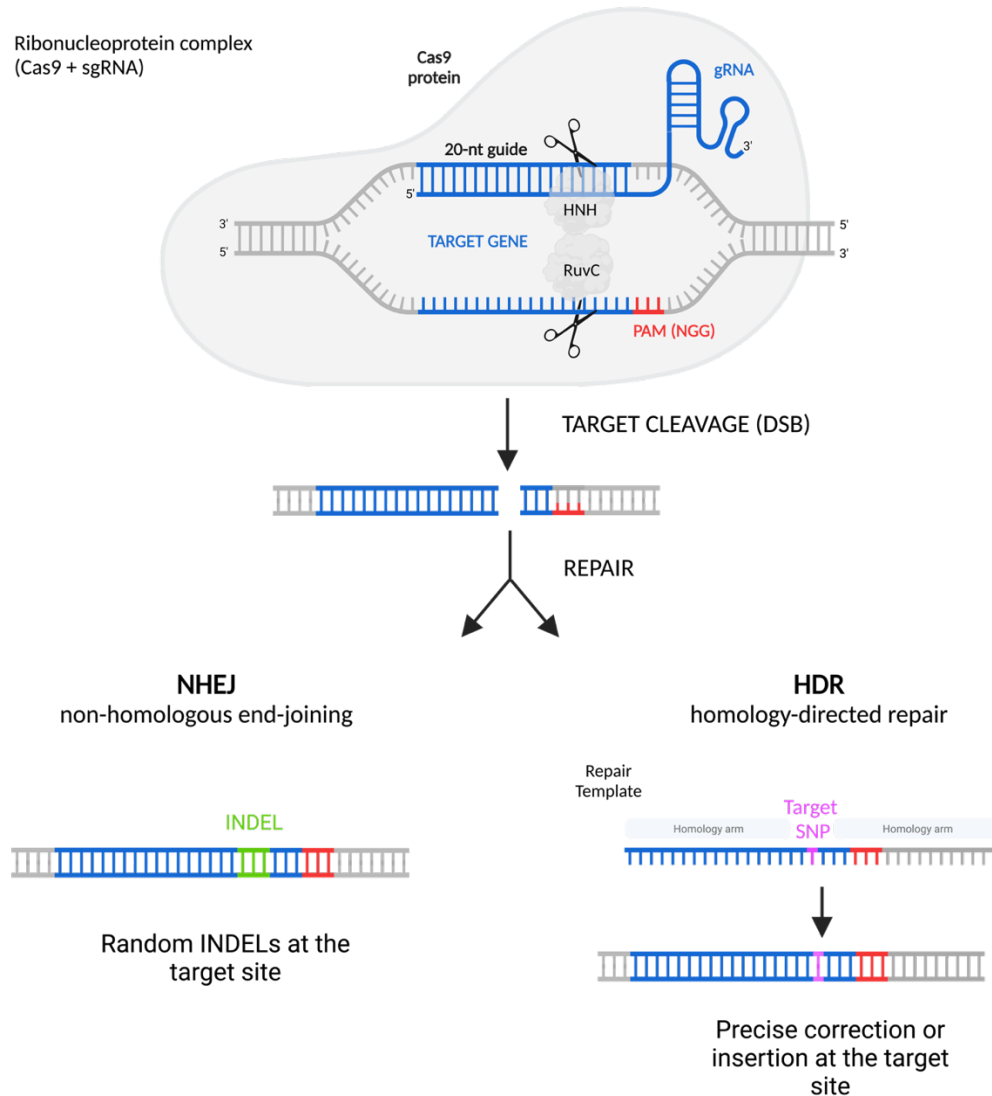 Ribonucleoprotein complex
(Cas9 + sgRNA)
Cas9
protein
gRNA
3'
20-nt guide
5'
HNH
3'
5'
TARGET GENE
5'
3'
RuvC
PAM (NGG)
TARGET CLEAVAGE (DSB)
REPAIR
NHEJ
non-homologous end-joining
HDR
homology-directed repair
Repair
Template
INDEL
Target
SNP
Homology arm
Homology arm
Random INDELs at the
target site
Precise correction or
insertion at the target
site